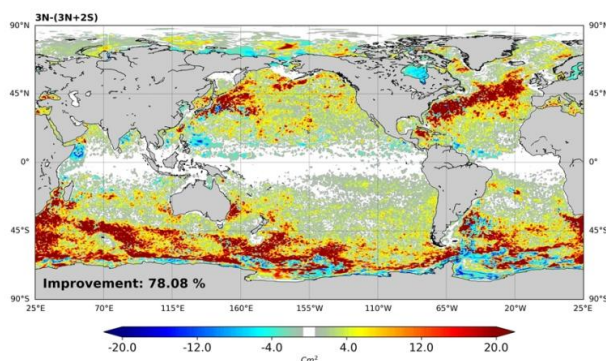 3N-(3N+2S)
90°N
90°N
45°N
45°N
0°
0°
45°S
45°S
Improvement: 78.08 %
90°S
90°S
25°E 70°E 115°E 160°E 155°W 110°W 65°W 20°W 25°E
-20.0 -12.0 -4.0 4.0 12.0 20.0
Cm²